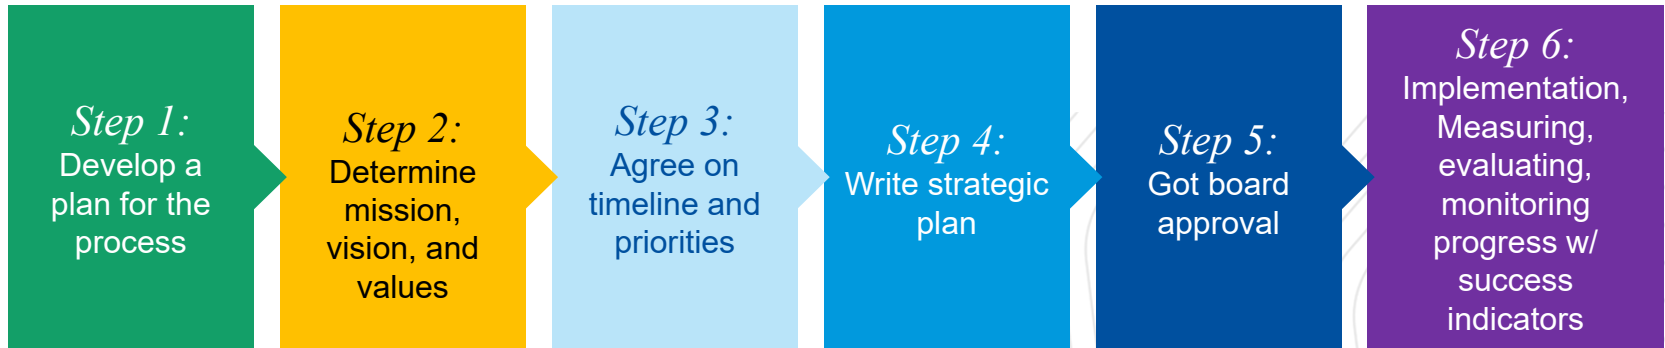 Step 1:
Develop a
plan for the
process
Step 2:
Determine
mission,
vision, and
values
Step 3:
Agree on
timeline and
priorities
Step 4:
Write strategic
plan
Step 5:
Got board
approval
Step 6:
Implementation,
Measuring,
evaluating,
monitoring
progress w/
success
indicators